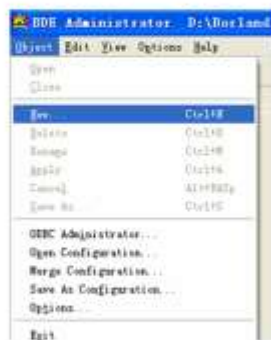 BDE Administrator D:\Borland
Object Edit View Options Help
Open
Close
New... Ctrl+N
Delete Ctrl+D
Rename Ctrl+R
Apply Ctrl+A
Cancel
Save As Ctrl+S
ODBC Administrator...
Open Configuration...
Merge Configuration...
Save As Configuration...
Options...
Exit